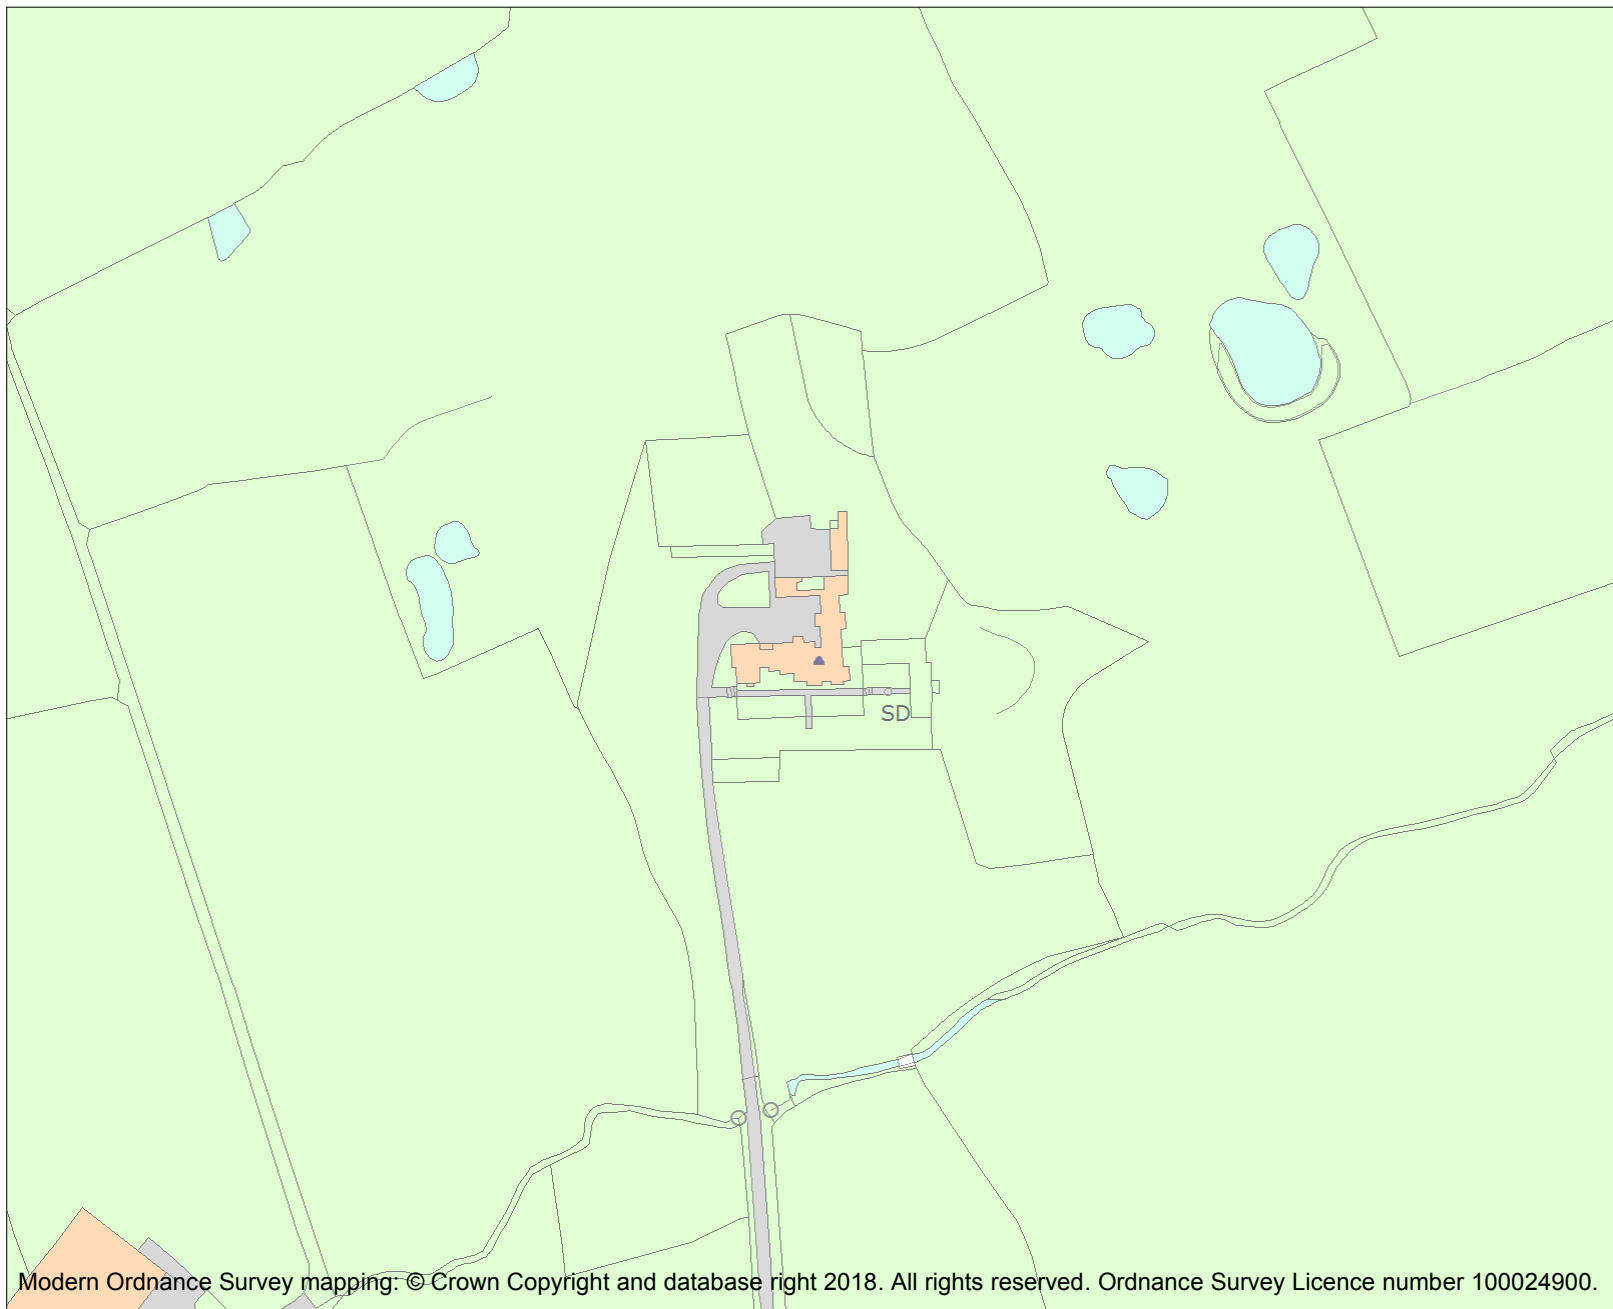 SD
Modern Ordnance Survey mapping: © Crown Copyright and database right 2018. All rights reserved. Ordnance Survey Licence number 100024900.